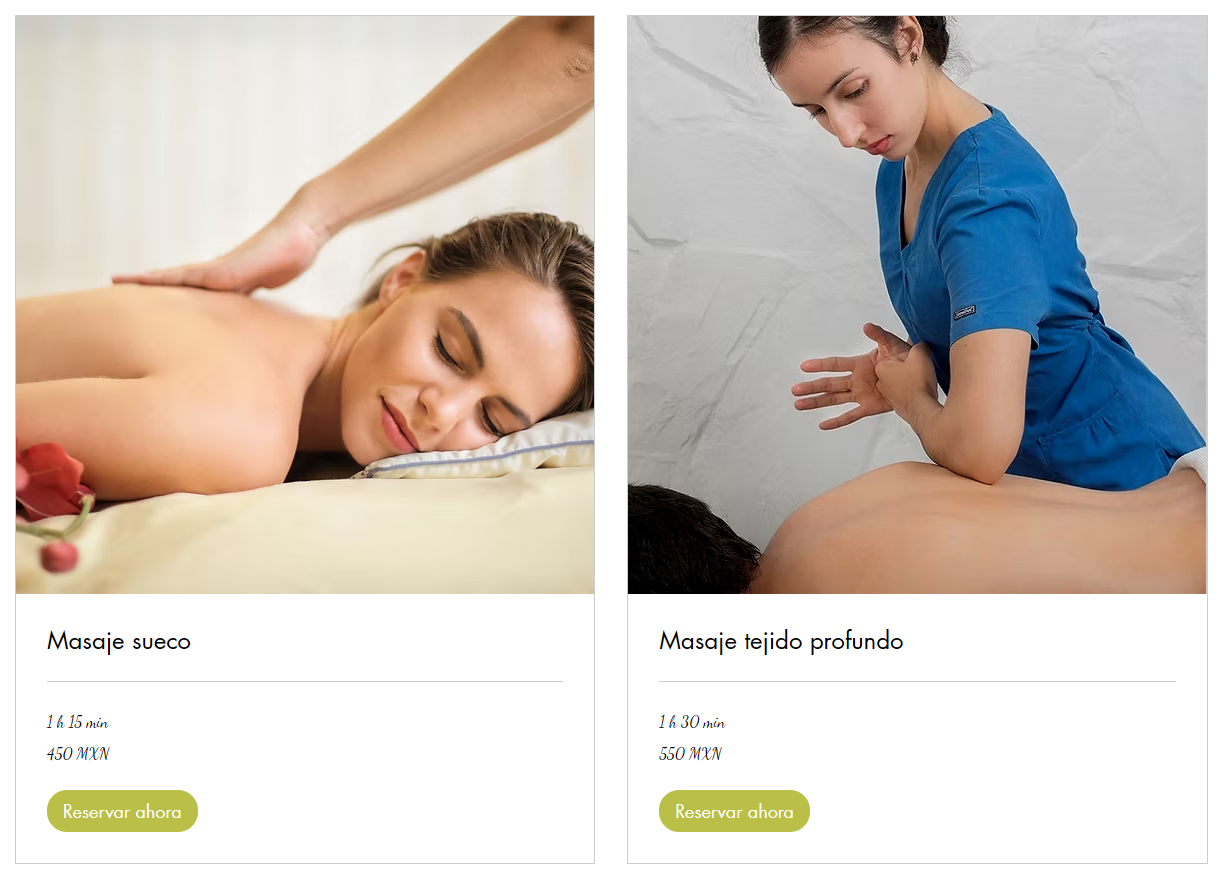 Masaje sueco
1 h 15 min
450 MXN
Reservar ahora
Masaje tejido profundo
1 h 30 min
550 MXN
Reservar ahora